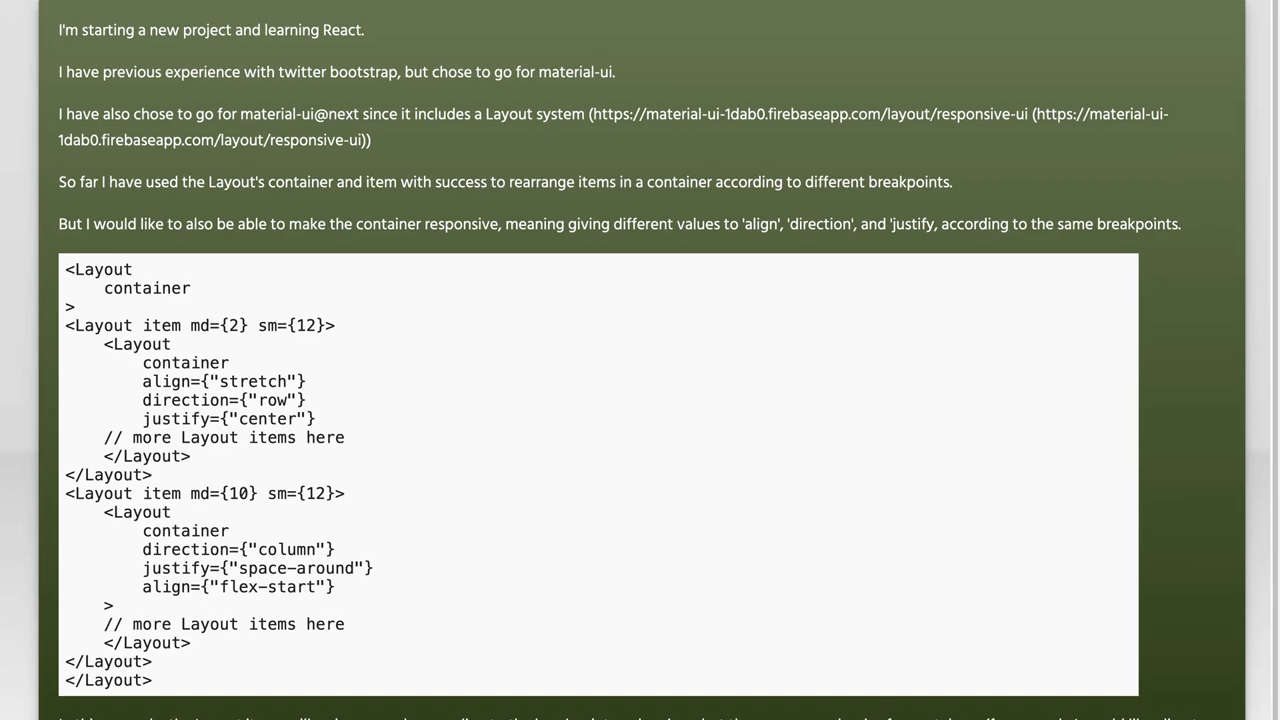 I'm starting a new project and learning React.
I have previous experience with twitter bootstrap, but chose to go for material-ui.
I have also chose to go for material-ui@next since it includes a Layout system (https://material-ui-1dab0.firebaseapp.com/layout/responsive-ui (https://material-ui-
1dab0.firebaseapp.com/layout/responsive-ui))
So far I have used the Layout's container and item with success to rearrange items in a container according to different breakpoints.
But I would like to also be able to make the container responsive, meaning giving different values to 'align', 'direction', and 'justify, according to the same breakpoints.
<Layout
    container
>
<Layout item md={2} sm={12}>
    <Layout
        container
        align={"stretch"}
        direction={"row"}
        justify={"center"}
    // more Layout items here
    </Layout>
</Layout>
<Layout item md={10} sm={12}>
    <Layout
        container
        direction={"column"}
        justify={"space-around"}
        align={"flex-start"}
    >
    // more Layout items here
    </Layout>
</Layout>
</Layout>